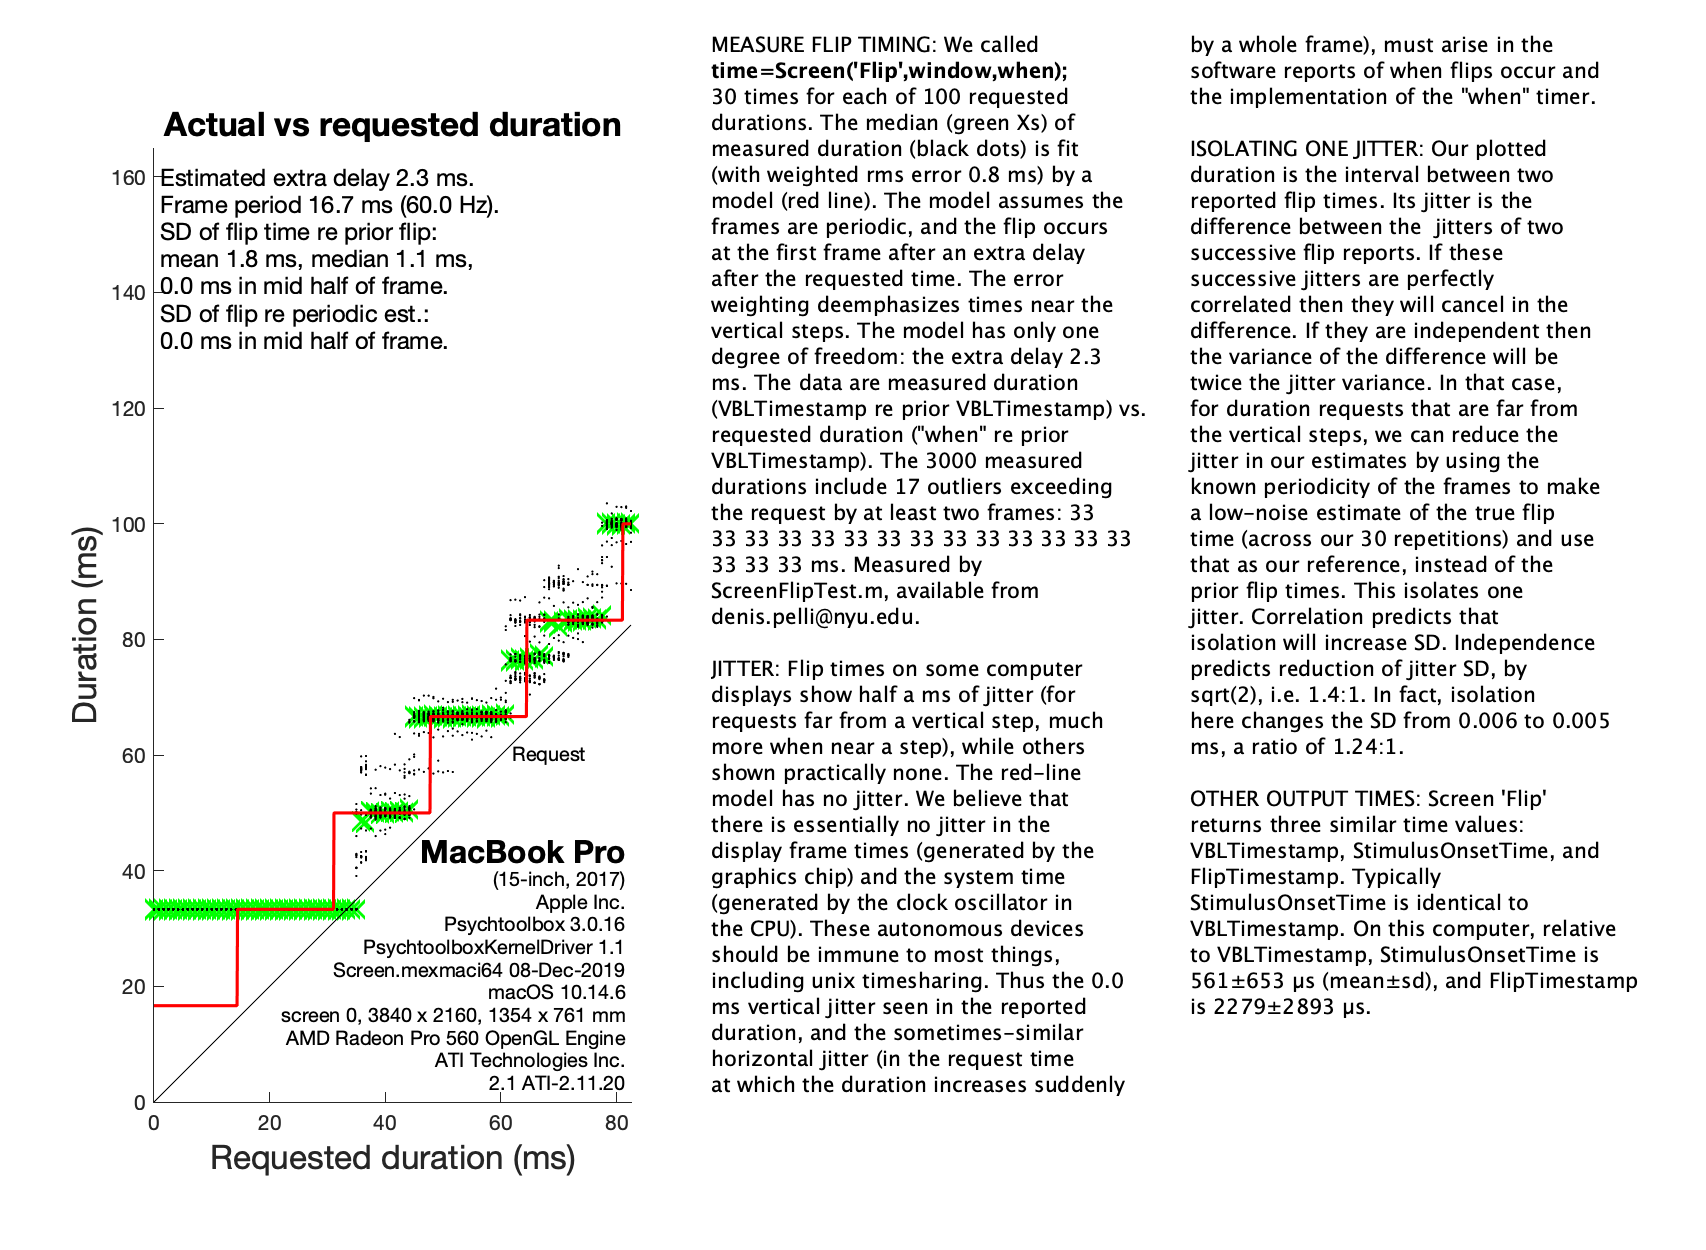 Actual vs requested duration
Estimated extra delay 2.3 ms.
Frame period 16.7 ms (60.0 Hz).
SD of flip time re prior flip:
mean 1.8 ms, median 1.1 ms,
0.0 ms in mid half of frame.
SD of flip re periodic est.:
0.0 ms in mid half of frame.
160
140
120
100
80
60
40
20
0
Duration (ms)
Request
MacBook Pro
(15-inch, 2017)
Apple Inc.
Psychtoolbox 3.0.16
PsychtoolboxKernelDriver 1.1
Screen.mexmaci64 08-Dec-2019
macOS 10.14.6
screen 0, 3840 x 2160, 1354 x 761 mm
AMD Radeon Pro 560 OpenGL Engine
ATI Technologies Inc.
2.1 ATI-2.11.20
0 20 40 60 80
Requested duration (ms)
MEASURE FLIP TIMING: We called
time=Screen('Flip',window,when);
30 times for each of 100 requested
durations. The median (green Xs) of
measured duration (black dots) is fit
(with weighted rms error 0.8 ms) by a
model (red line). The model assumes the
frames are periodic, and the flip occurs
at the first frame after an extra delay
after the requested time. The error
weighting deemphasizes times near the
vertical steps. The model has only one
degree of freedom: the extra delay 2.3
ms. The data are measured duration
(VBLTimestamp re prior VBLTimestamp) vs.
requested duration ("when" re prior
VBLTimestamp). The 3000 measured
durations include 17 outliers exceeding
the request by at least two frames: 33
33 33 33 33 33 33 33 33 33 33 33 33 33
33 33 33 ms. Measured by
ScreenFlipTest.m, available from
denis.pelli@nyu.edu.
JITTER: Flip times on some computer
displays show half a ms of jitter (for
requests far from a vertical step, much
more when near a step), while others
shown practically none. The red-line
model has no jitter. We believe that
there is essentially no jitter in the
display frame times (generated by the
graphics chip) and the system time
(generated by the clock oscillator in
the CPU). These autonomous devices
should be immune to most things,
including unix timesharing. Thus the 0.0
ms vertical jitter seen in the reported
duration, and the sometimes-similar
horizontal jitter (in the request time
at which the duration increases suddenly
by a whole frame), must arise in the
software reports of when flips occur and
the implementation of the "when" timer.
ISOLATING ONE JITTER: Our plotted
duration is the interval between two
reported flip times. Its jitter is the
difference between the  jitters of two
successive flip reports. If these
successive jitters are perfectly
correlated then they will cancel in the
difference. If they are independent then
the variance of the difference will be
twice the jitter variance. In that case,
for duration requests that are far from
the vertical steps, we can reduce the
jitter in our estimates by using the
known periodicity of the frames to make
a low-noise estimate of the true flip
time (across our 30 repetitions) and use
that as our reference, instead of the
prior flip times. This isolates one
jitter. Correlation predicts that
isolation will increase SD. Independence
predicts reduction of jitter SD, by
sqrt(2), i.e. 1.4:1. In fact, isolation
here changes the SD from 0.006 to 0.005
ms, a ratio of 1.24:1.
OTHER OUTPUT TIMES: Screen 'Flip'
returns three similar time values:
VBLTimestamp, StimulusOnsetTime, and
FlipTimestamp. Typically
StimulusOnsetTime is identical to
VBLTimestamp. On this computer, relative
to VBLTimestamp, StimulusOnsetTime is
561±653 µs (mean±sd), and FlipTimestamp
is 2279±2893 µs.